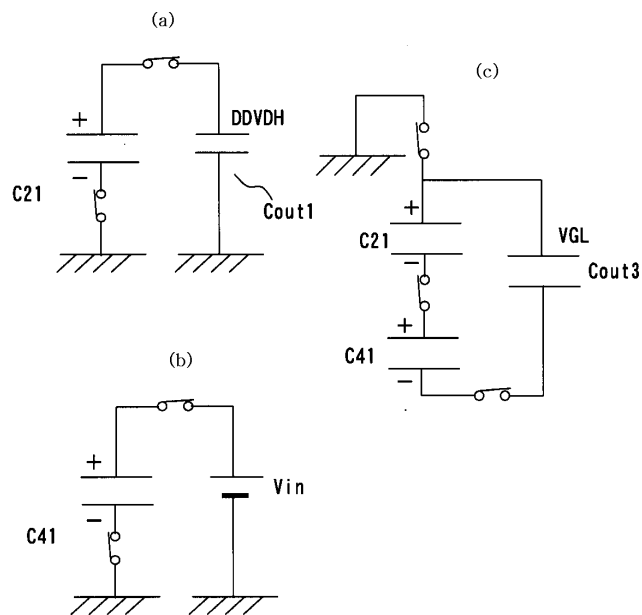 (a)
+
−
C21
DDVDH
Cout1
(b)
+
−
C41
Vin
(c)
+
C21
−
+
C41
−
VGL
Cout3